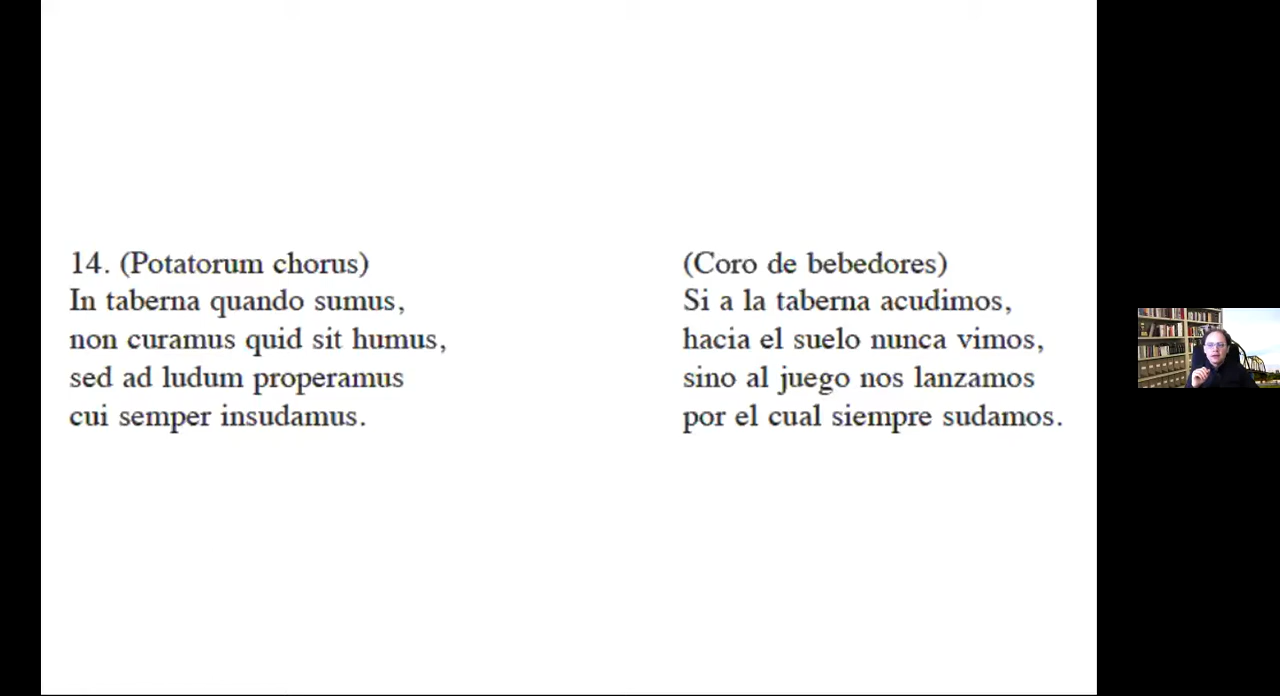 14. (Potatorum chorus)
In taberna quando sumus,
non curamus quid sit humus,
sed ad ludum properamus
cui semper insudamus.
(Coro de bebedores)
Si a la taberna acudimos,
hacia el suelo nunca vimos,
sino al juego nos lanzamos
por el cual siempre sudamos.